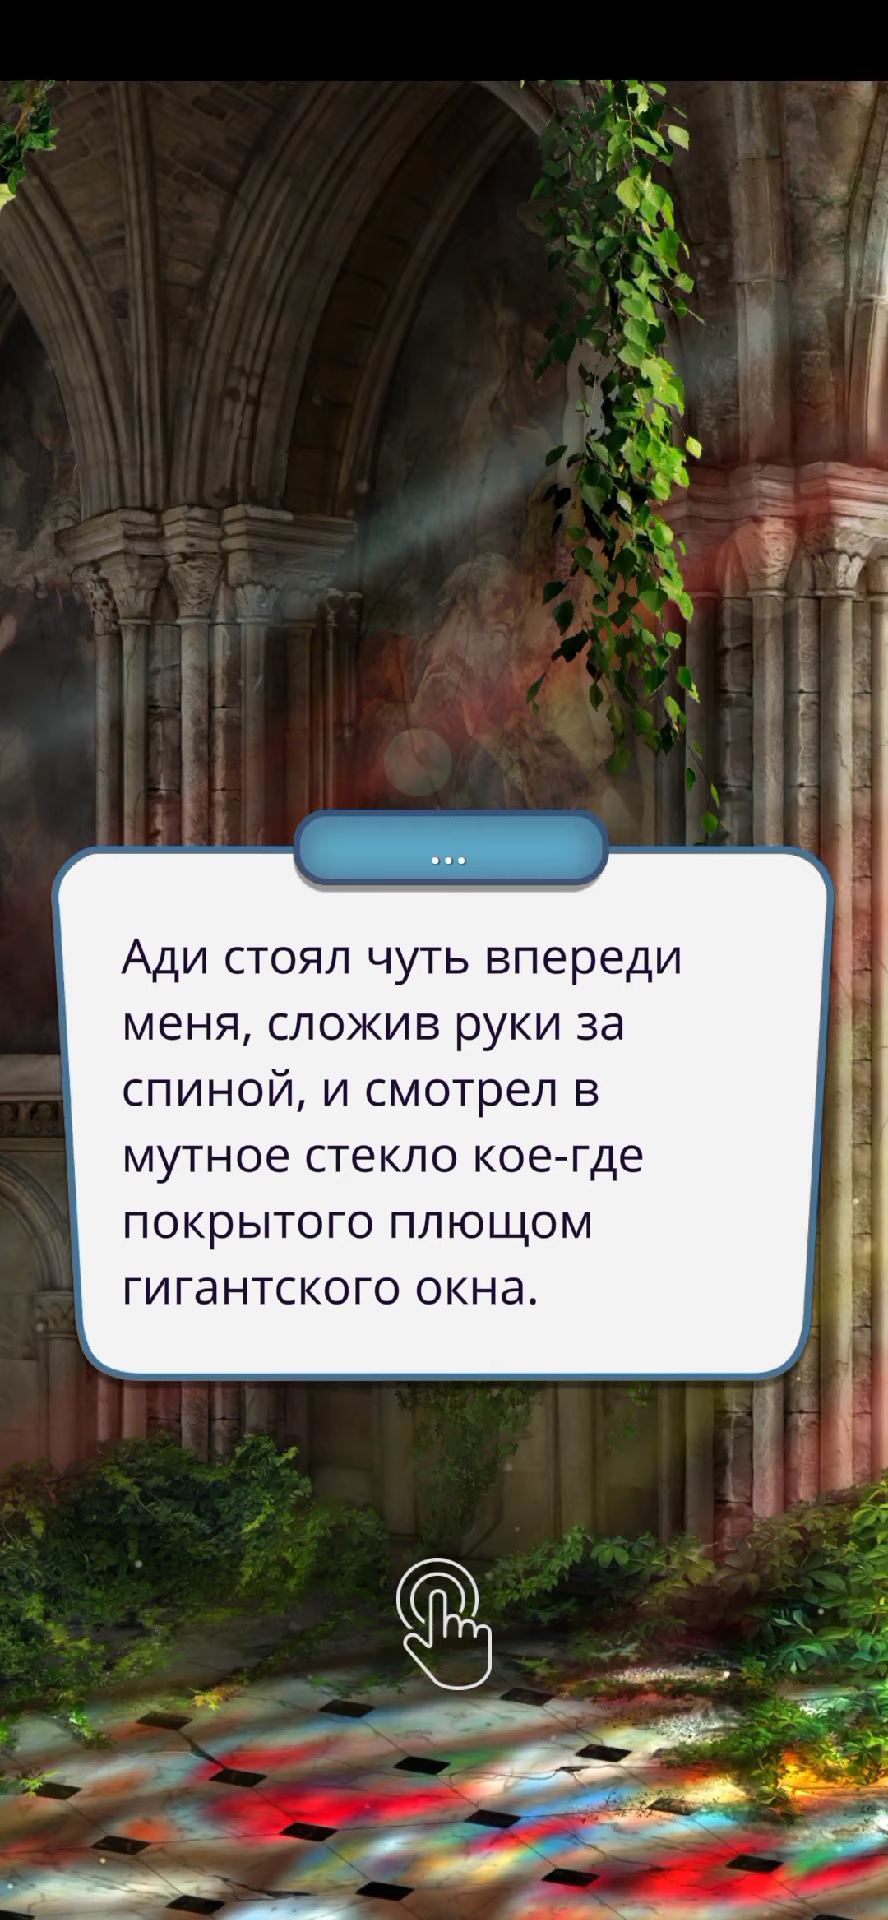 ...
Ади стоял чуть впереди
меня, сложив руки за
спиной, и смотрел в
мутное стекло кое-где
покрытого плющом
гигантского окна.